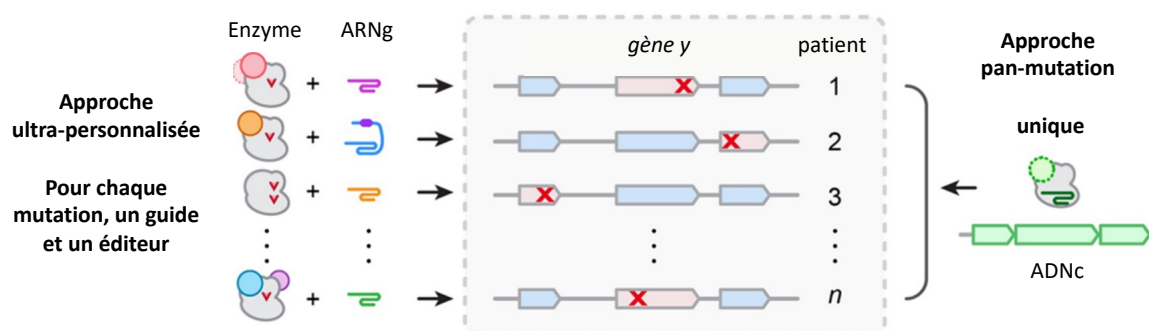 Enzyme
ARNg
gène y
patient
Approche
ultra-personnalisée
Pour chaque
mutation, un guide
et un éditeur
+
1
+
2
+
3
+
n
Approche
pan-mutation
unique
ADNc